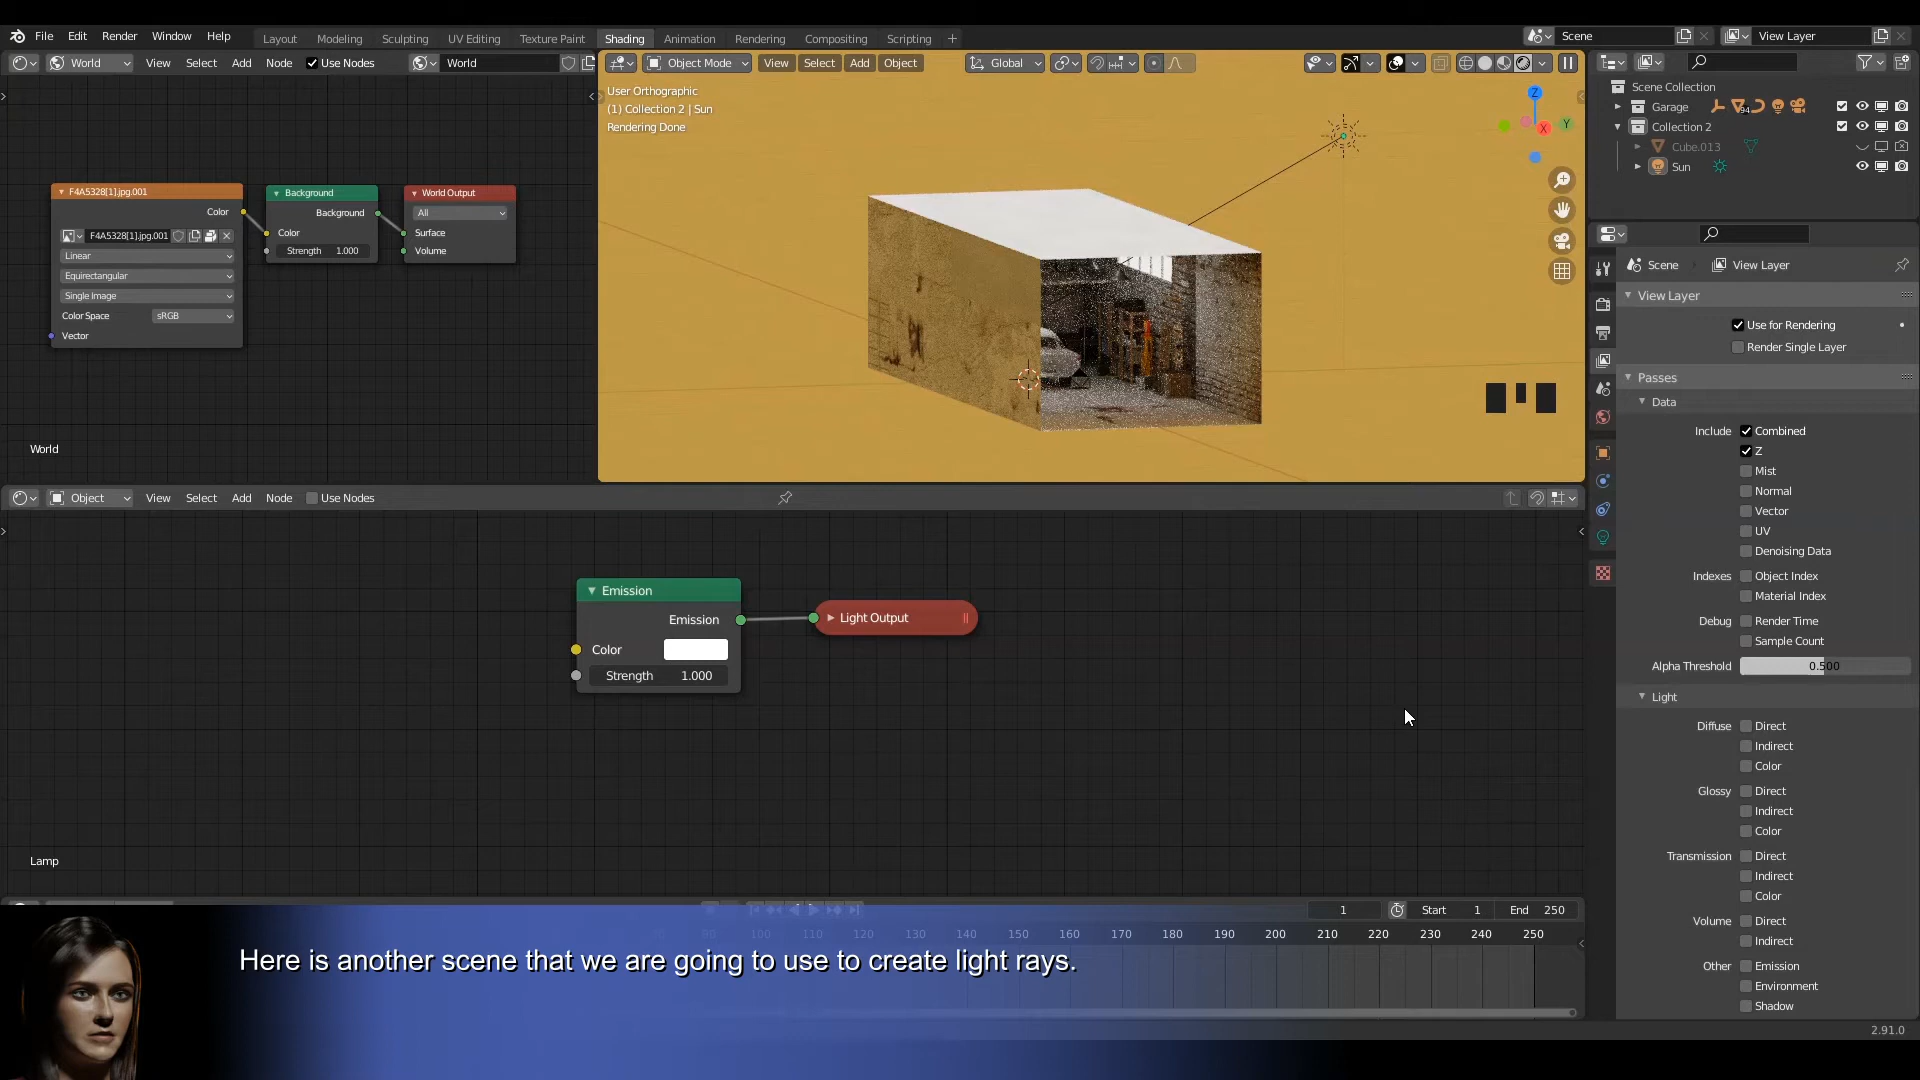 File Edit Render Window Help
Layout Modeling Sculpting UV Editing Texture Paint Shading Animation Rendering Compositing Scripting +
Scene View Layer
World View Select Add Node Use Nodes World
Object Mode View Select Add Object Global
User Orthographic
(1) Collection 2 | Sun
Rendering Done
Z
X
Y
F4A5328[1].jpg.001
Color
F4A5328[1].jpg.001
Linear
Equirectangular
Single Image
Color Space sRGB
Vector
Background
Background
Color
Strength 1.000
World Output
All
Surface
Volume
World
Scene Collection
Garage 94
Collection 2
Cube.013
Sun
Scene View Layer
View Layer
Use for Rendering
Render Single Layer
Passes
Data
Include Combined
Z
Mist
Normal
Vector
UV
Denoising Data
Indexes Object Index
Material Index
Debug Render Time
Sample Count
Alpha Threshold 0.500
Light
Diffuse Direct
Indirect
Color
Glossy Direct
Indirect
Color
Transmission Direct
Indirect
Color
Volume Direct
Indirect
Other Emission
Environment
Shadow
Object View Select Add Node Use Nodes
Emission
Emission
Color
Strength 1.000
Light Output
Lamp
1 Start 1 End 250
90 100 110 120 130 140 150 160 170 180 190 200 210 220 230 240 250
Here is another scene that we are going to use to create light rays.
2.91.0